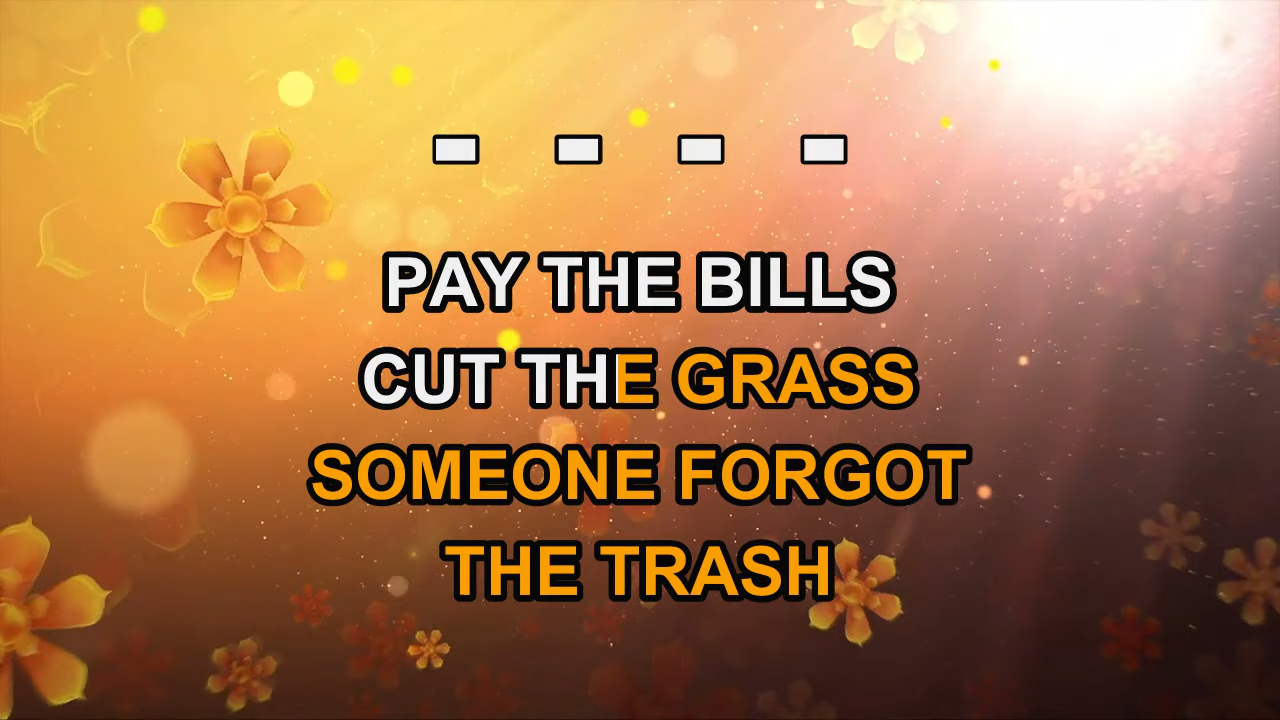 - - - -
PAY THE BILLS
CUT THE GRASS
SOMEONE FORGOT
THE TRASH